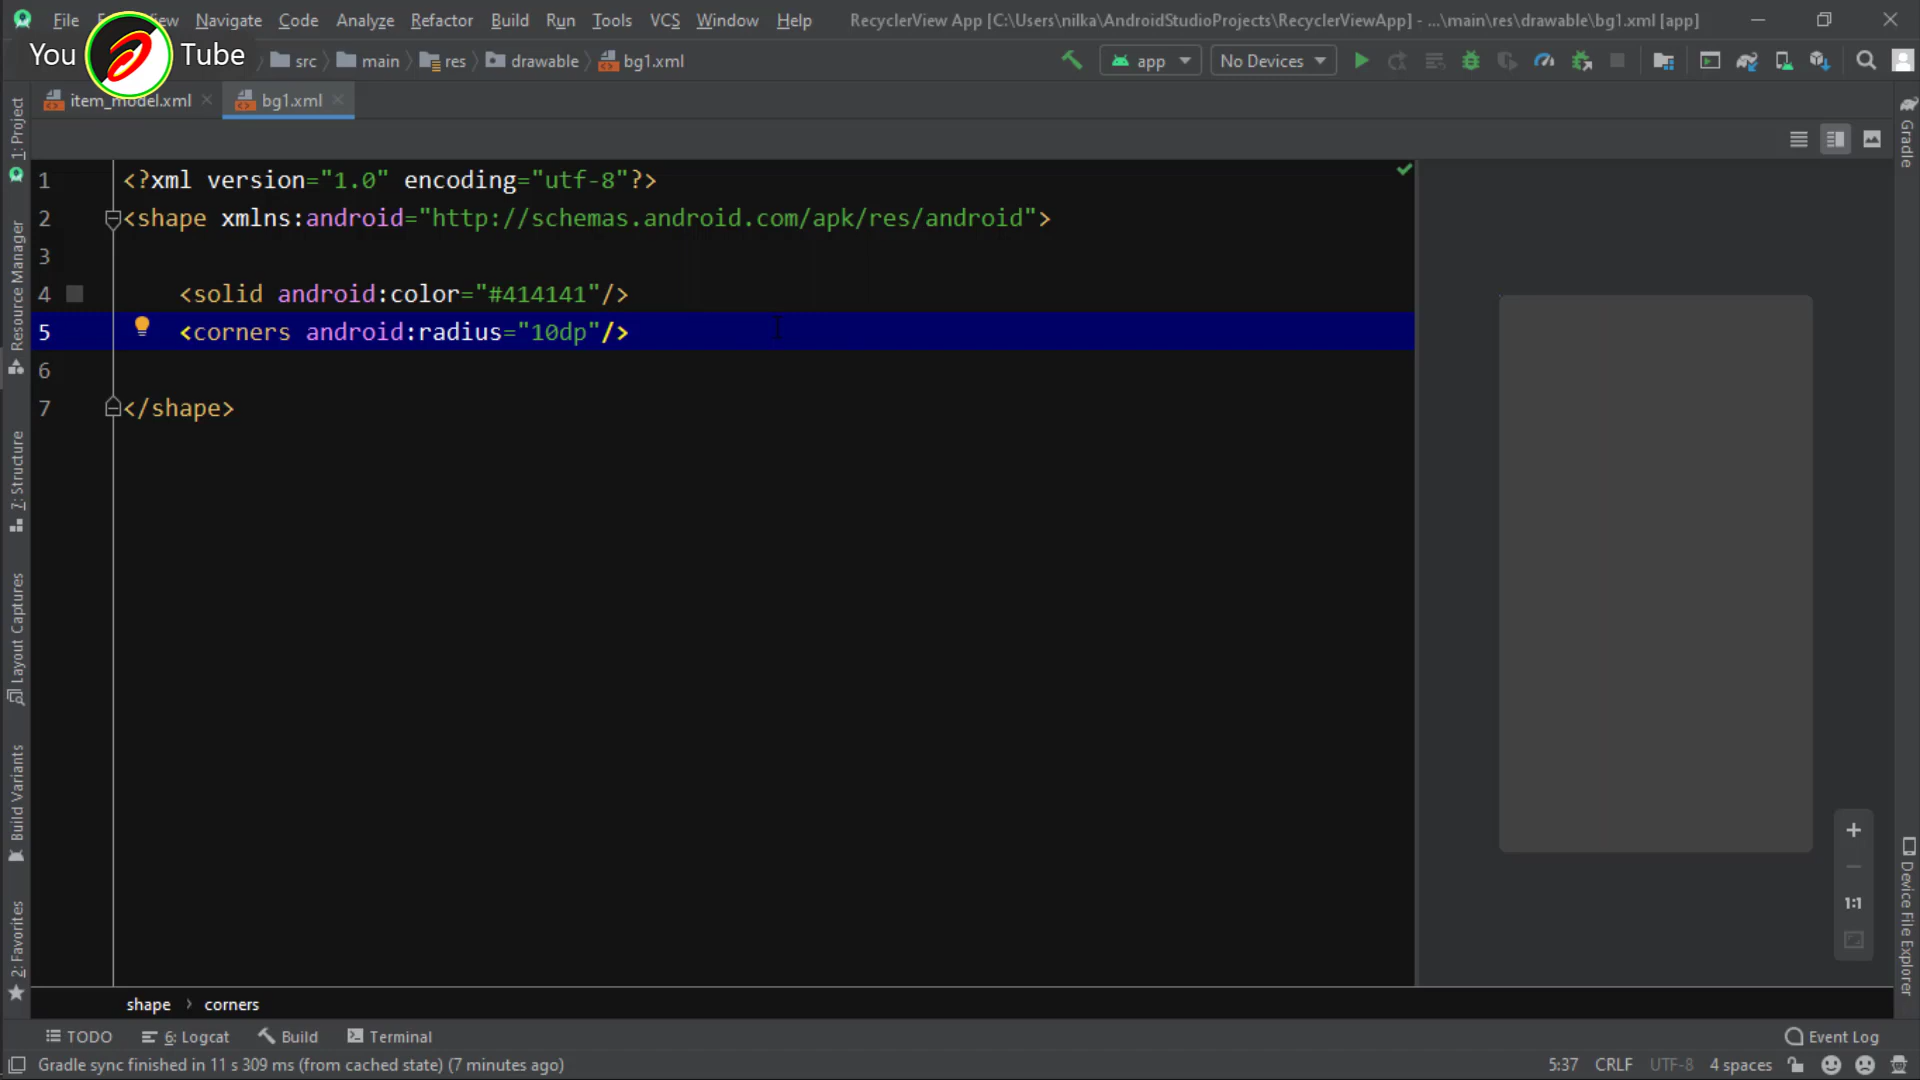 File View Navigate Code Analyze Refactor Build Run Tools VCS Window Help RecyclerView App [C:\Users\nilka\AndroidStudioProjects\RecyclerViewApp] - ...\main\res\drawable\bg1.xml [app]
You Tube src main res drawable bg1.xml app No Devices
item_model.xml bg1.xml
1 <?xml version="1.0" encoding="utf-8"?>
2 <shape xmlns:android="http://schemas.android.com/apk/res/android">
3
4 <solid android:color="#414141"/>
5 <corners android:radius="10dp"/>
6
7 </shape>
1: Project
Resource Manager
7: Structure
Layout Captures
Build Variants
2: Favorites
Gradle
Device File Explorer
1:1
shape › corners
TODO 6: Logcat Build Terminal Event Log
Gradle sync finished in 11 s 309 ms (from cached state) (7 minutes ago) 5:37 CRLF UTF-8 4 spaces